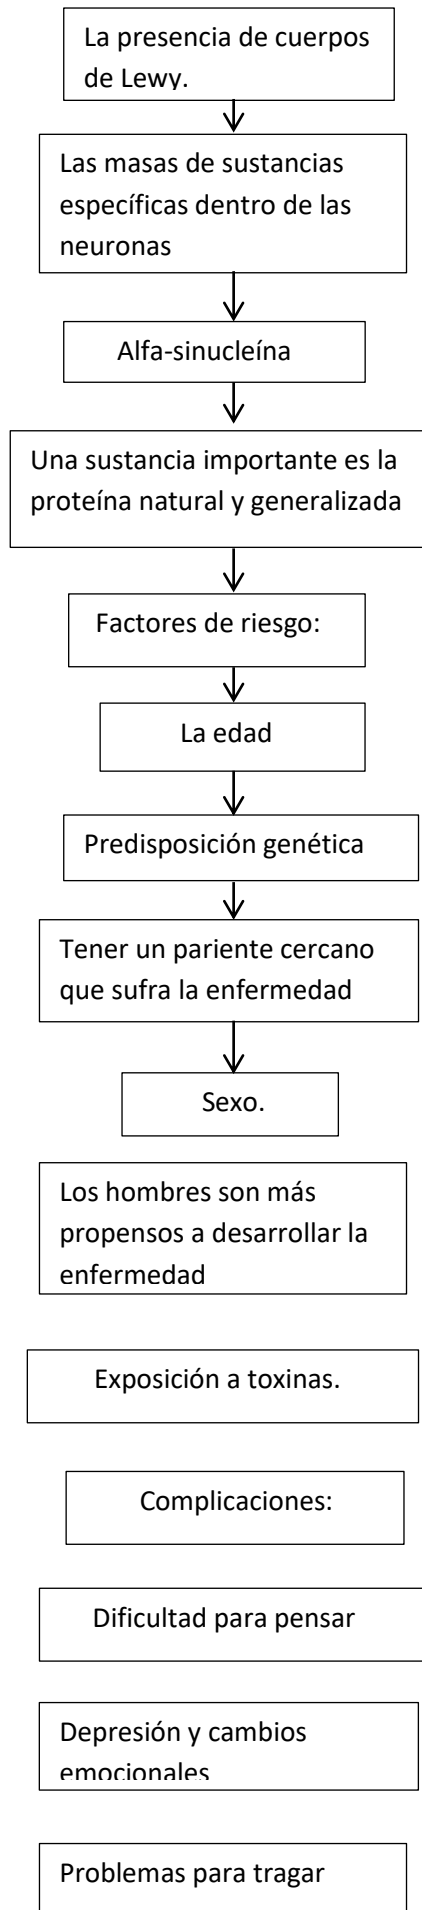 La presencia de cuerpos
de Lewy.
Las masas de sustancias
específicas dentro de las
neuronas
Alfa-sinucleína
Una sustancia importante es la
proteína natural y generalizada
Factores de riesgo:
La edad
Predisposición genética
Tener un pariente cercano
que sufra la enfermedad
Sexo.
Los hombres son más
propensos a desarrollar la
enfermedad
Exposición a toxinas.
Complicaciones:
Dificultad para pensar
Depresión y cambios
emocionales
Problemas para tragar